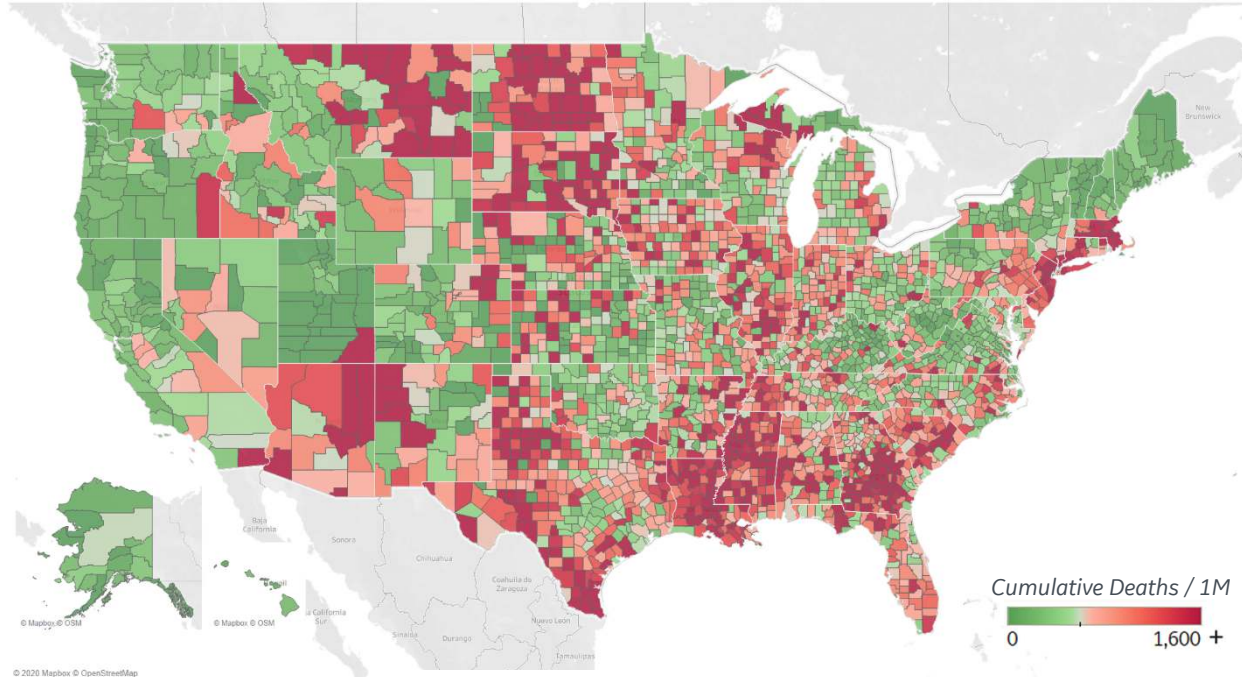 New
Brunswick
Baja
California
Sonora
Chihuahua
Coahuila de
Zaragoza
Nuevo León
Sinaloa
Durango
Tamaulipas
a California
Sur
© Mapbox © OSM
© Mapbox © OSM
© 2020 Mapbox © OpenStreetMap
Cumulative Deaths / 1M
0
1,600 +